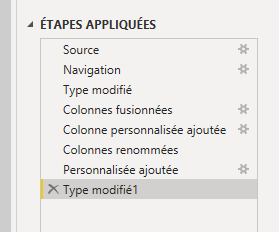 ÉTAPES APPLIQUÉES
Source
Navigation
Type modifié
Colonnes fusionnées
Colonne personnalisée ajoutée
Colonnes renommées
Personnalisée ajoutée
Type modifié1